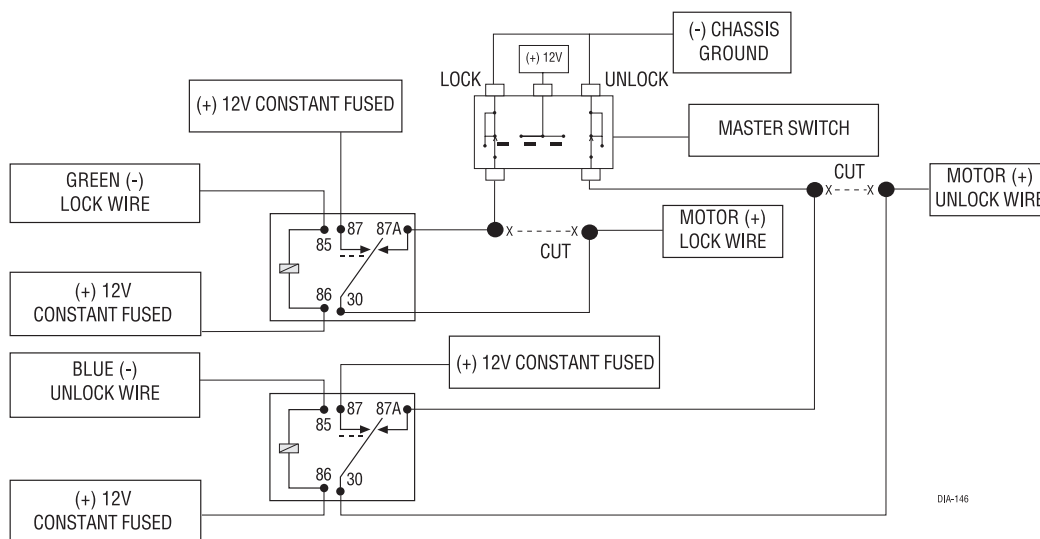 (-) CHASSIS
GROUND
(+) 12V
LOCK
UNLOCK
(+) 12V CONSTANT FUSED
MASTER SWITCH
GREEN (-)
LOCK WIRE
CUT
MOTOR (+)
UNLOCK WIRE
87
87A
85
MOTOR (+)
LOCK WIRE
X
X
X
X
CUT
(+) 12V
CONSTANT FUSED
86
30
BLUE (-)
UNLOCK WIRE
(+) 12V CONSTANT FUSED
87
87A
85
86
30
(+) 12V
CONSTANT FUSED
DIA-146